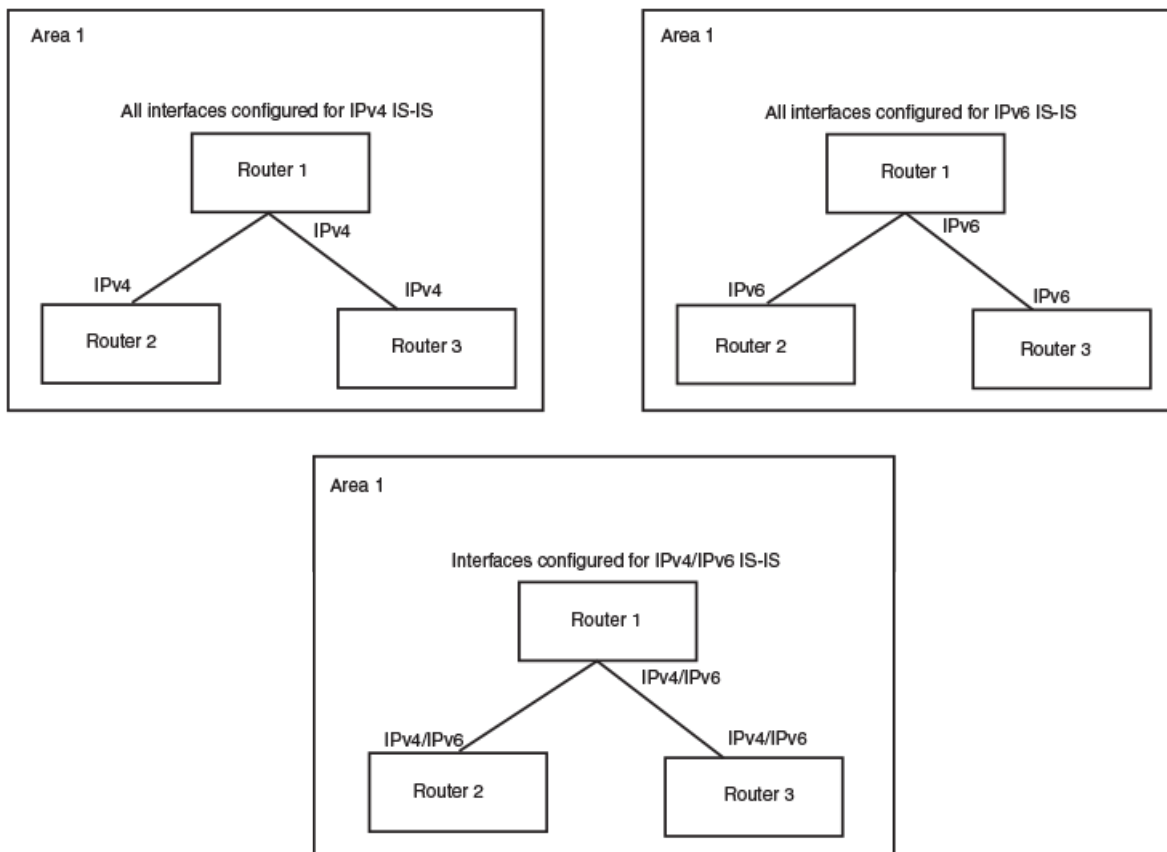 Area 1
All interfaces configured for IPv4 IS-IS
Router 1
IPv4
IPv4
IPv4
Router 2
Router 3
Area 1
All interfaces configured for IPv6 IS-IS
Router 1
IPv6
IPv6
IPv6
Router 2
Router 3
Area 1
Interfaces configured for IPv4/IPv6 IS-IS
Router 1
IPv4/IPv6
IPv4/IPv6
IPv4/IPv6
Router 2
Router 3